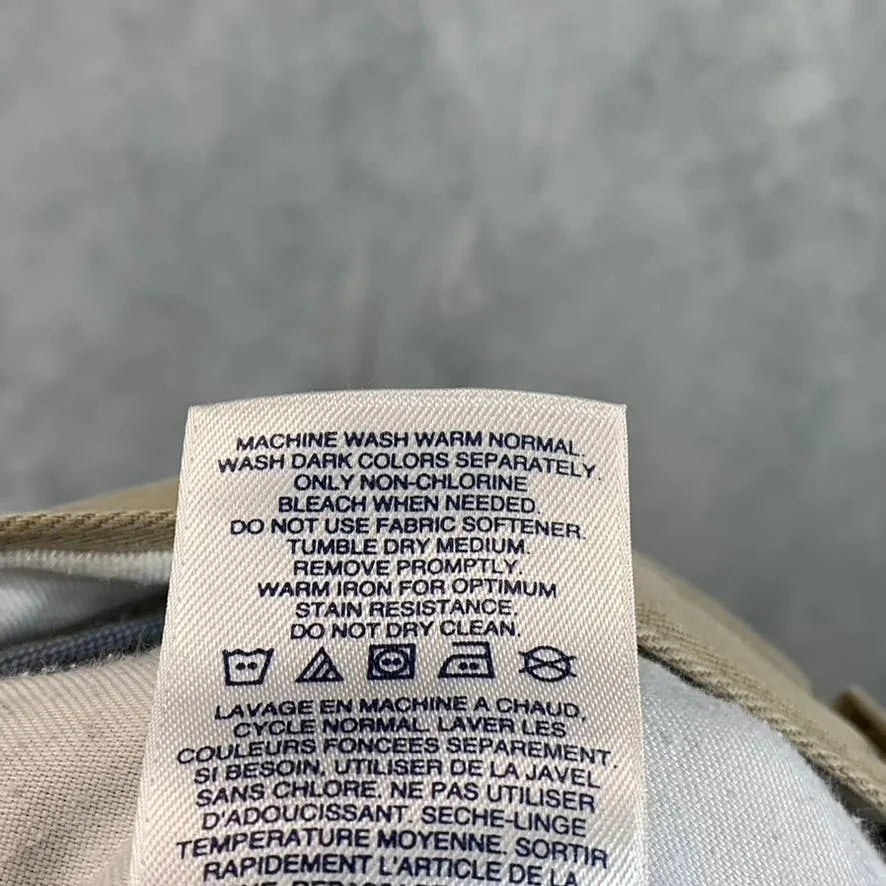 MACHINE WASH WARM NORMAL.
WASH DARK COLORS SEPARATELY.
ONLY NON-CHLORINE
BLEACH WHEN NEEDED.
DO NOT USE FABRIC SOFTENER.
TUMBLE DRY MEDIUM.
REMOVE PROMPTLY.
WARM IRON FOR OPTIMUM
STAIN RESISTANCE.
DO NOT DRY CLEAN.
LAVAGE EN MACHINE A CHAUD,
CYCLE NORMAL. LAVER LES
COULEURS FONCEES SEPAREMENT.
SI BESOIN, UTILISER DE LA JAVEL
SANS CHLORE. NE PAS UTILISER
D'ADOUCISSANT. SECHE-LINGE
TEMPERATURE MOYENNE. SORTIR
RAPIDEMENT L'ARTICLE DE LA